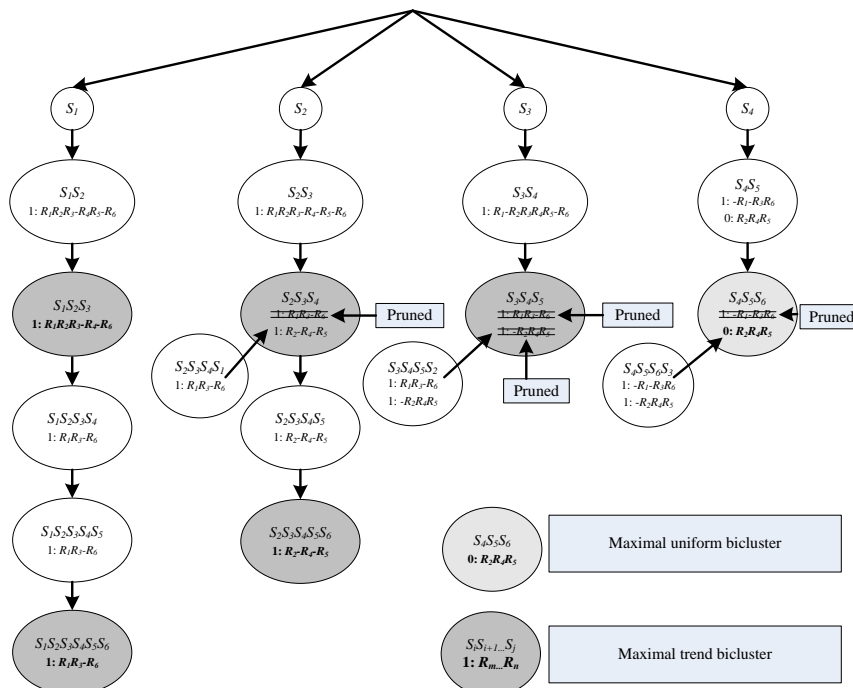 S1
S2
S3
S4
S1S2
1: R1R2R3-R4R5-R6
S2S3
1: R1R2R3-R4-R5-R6
S3S4
1: R1-R2R3R4R5-R6
S4S5
1: -R1-R3R6
0: R2R4R5
S1S2S3
1: R1R2R3-R4-R6
S2S3S4
1: R1R3-R6
1: R2-R4-R5
Pruned
S3S4S5
1: R1R3-R6
1: -R2R4R5
Pruned
Pruned
S4S5S6
1: -R1-R3R6
0: R2R4R5
Pruned
S2S3S4S1
1: R1R3-R6
S3S4S5S2
1: R1R3-R6
1: -R2R4R5
S4S5S6S3
1: -R1-R3R6
1: -R2R4R5
S1S2S3S4
1: R1R3-R6
S2S3S4S5
1: R2-R4-R5
S1S2S3S4S5
1: R1R3-R6
S2S3S4S5S6
1: R2-R4-R5
S4S5S6
0: R2R4R5
Maximal uniform bicluster
S1S2S3S4S5S6
1: R1R3-R6
SiSi+1...Sj
1: Rm...Rn
Maximal trend bicluster